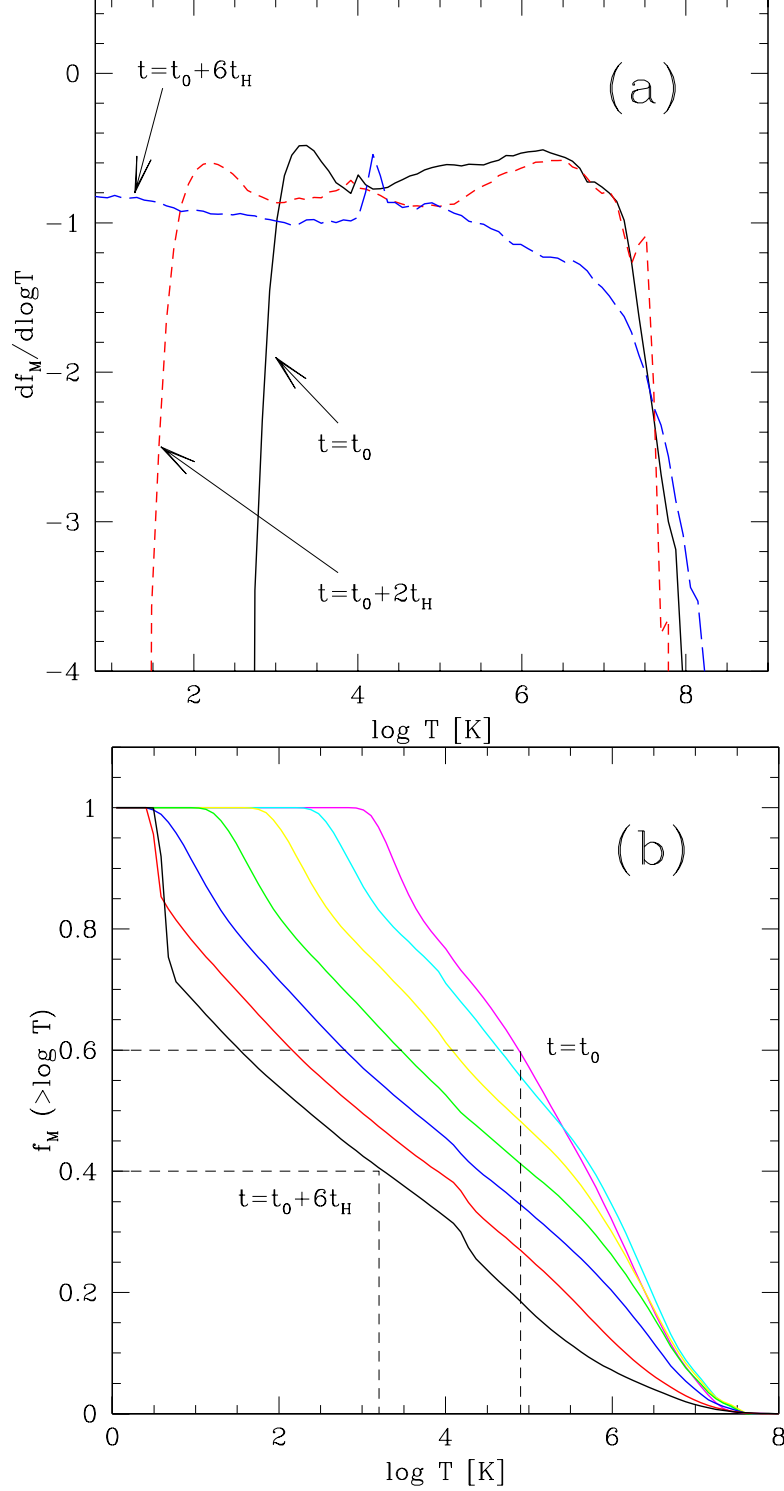 (a)
t=t₀+6t_H
0
−1
−2
−3
−4
df_M/dlogT
t=t₀
t=t₀+2t_H
2 4 6 8
log T [K]
(b)
1
0.8
0.6
0.4
0.2
0
f_M (>log T)
t=t₀
t=t₀+6t_H
0 2 4 6 8
log T [K]